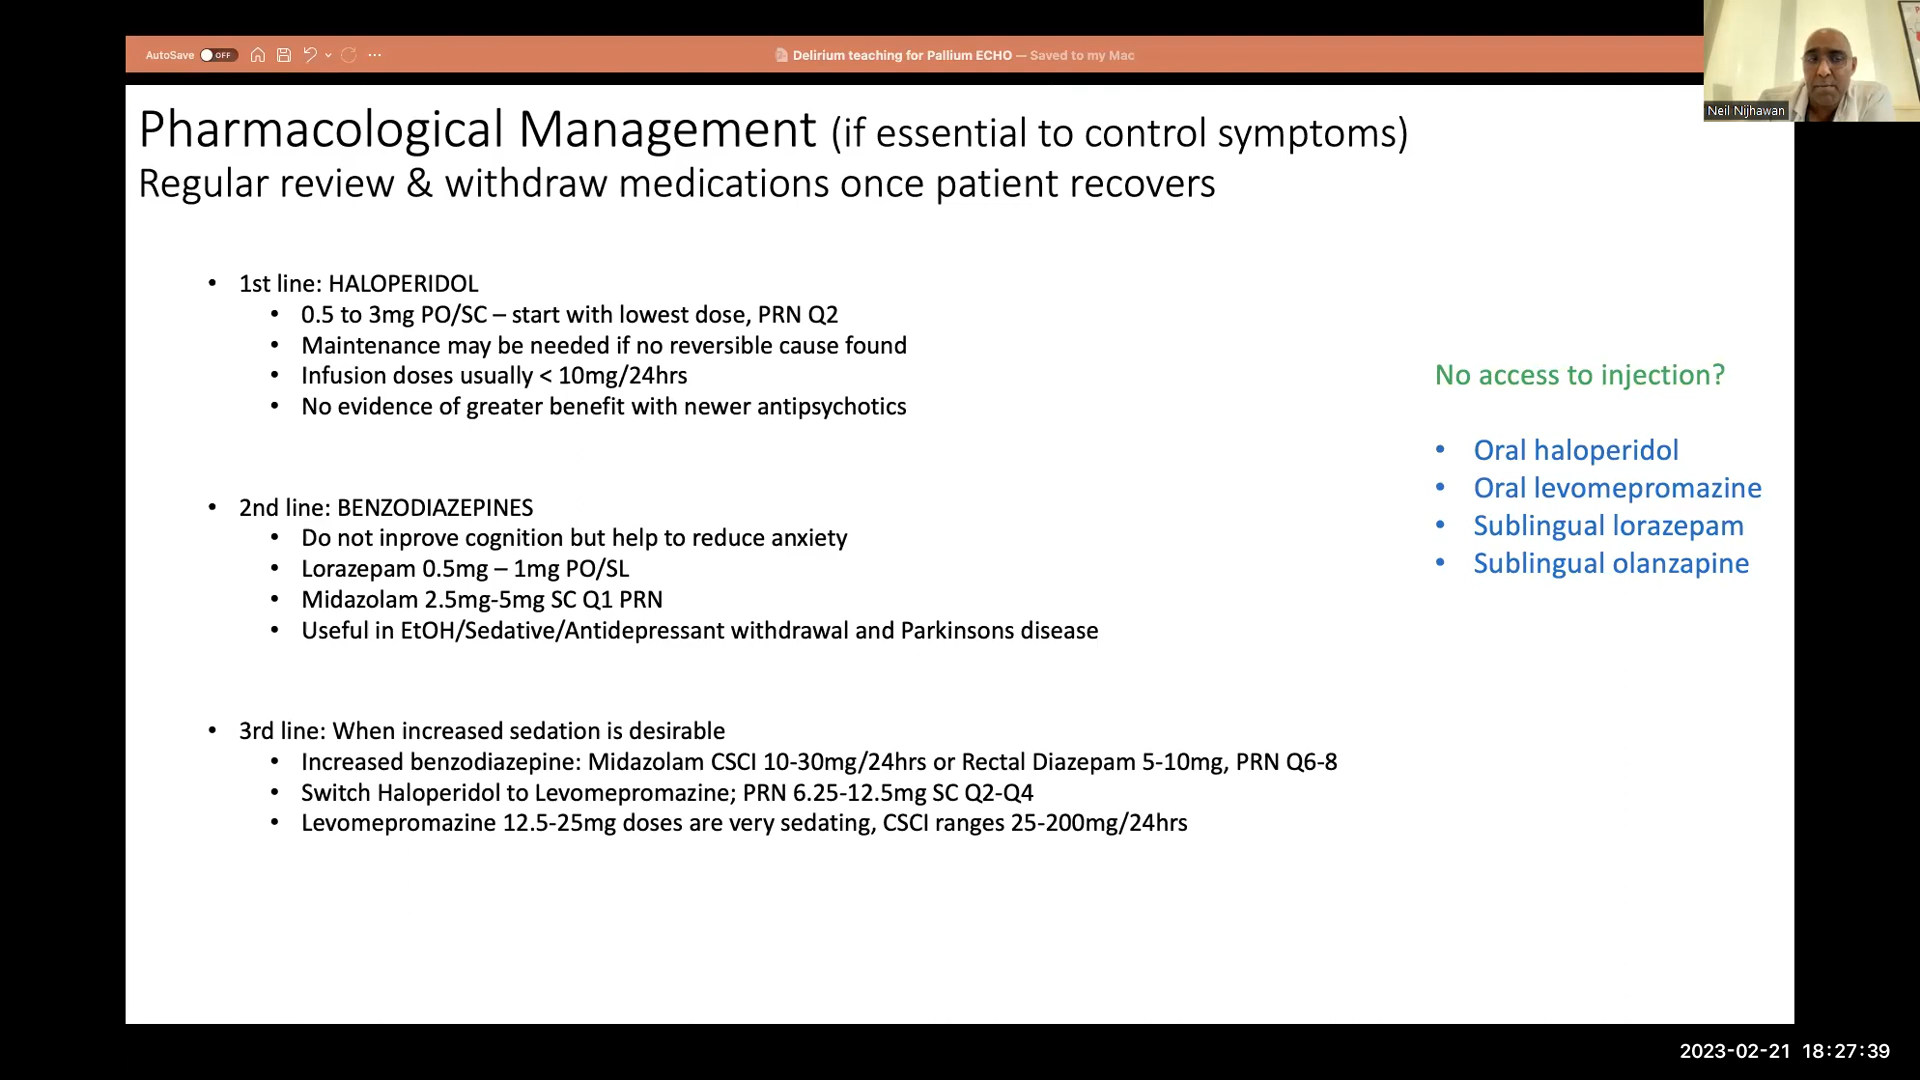 AutoSave OFF
Delirium teaching for Pallium ECHO — Saved to my Mac
Neil Nijhawan
Pharmacological Management (if essential to control symptoms)
Regular review & withdraw medications once patient recovers
• 1st line: HALOPERIDOL
• 0.5 to 3mg PO/SC – start with lowest dose, PRN Q2
• Maintenance may be needed if no reversible cause found
• Infusion doses usually < 10mg/24hrs
• No evidence of greater benefit with newer antipsychotics
• 2nd line: BENZODIAZEPINES
• Do not inprove cognition but help to reduce anxiety
• Lorazepam 0.5mg – 1mg PO/SL
• Midazolam 2.5mg-5mg SC Q1 PRN
• Useful in EtOH/Sedative/Antidepressant withdrawal and Parkinsons disease
• 3rd line: When increased sedation is desirable
• Increased benzodiazepine: Midazolam CSCI 10-30mg/24hrs or Rectal Diazepam 5-10mg, PRN Q6-8
• Switch Haloperidol to Levomepromazine; PRN 6.25-12.5mg SC Q2-Q4
• Levomepromazine 12.5-25mg doses are very sedating, CSCI ranges 25-200mg/24hrs
No access to injection?
• Oral haloperidol
• Oral levomepromazine
• Sublingual lorazepam
• Sublingual olanzapine
2023-02-21 18:27:39